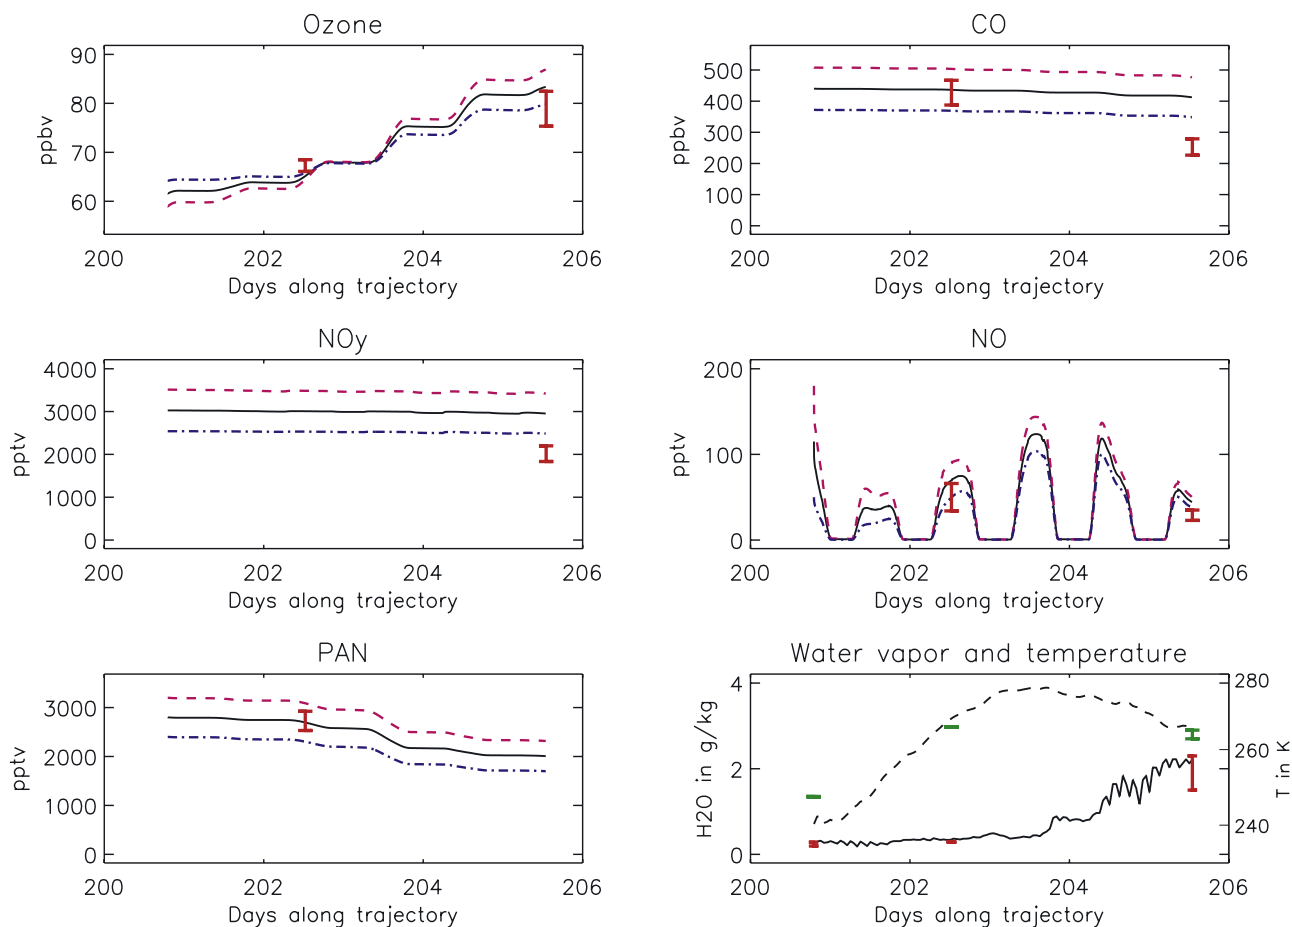 Ozone
90
80
70
60
ppbv
200 202 204 206
Days along trajectory
CO
500
400
300
200
100
0
ppbv
200 202 204 206
Days along trajectory
NOy
4000
3000
2000
1000
0
pptv
200 202 204 206
Days along trajectory
NO
200
100
0
pptv
200 202 204 206
Days along trajectory
PAN
3000
2000
1000
0
pptv
200 202 204 206
Days along trajectory
Water vapor and temperature
4
2
0
H2O in g/kg
280
260
240
T in K
200 202 204 206
Days along trajectory